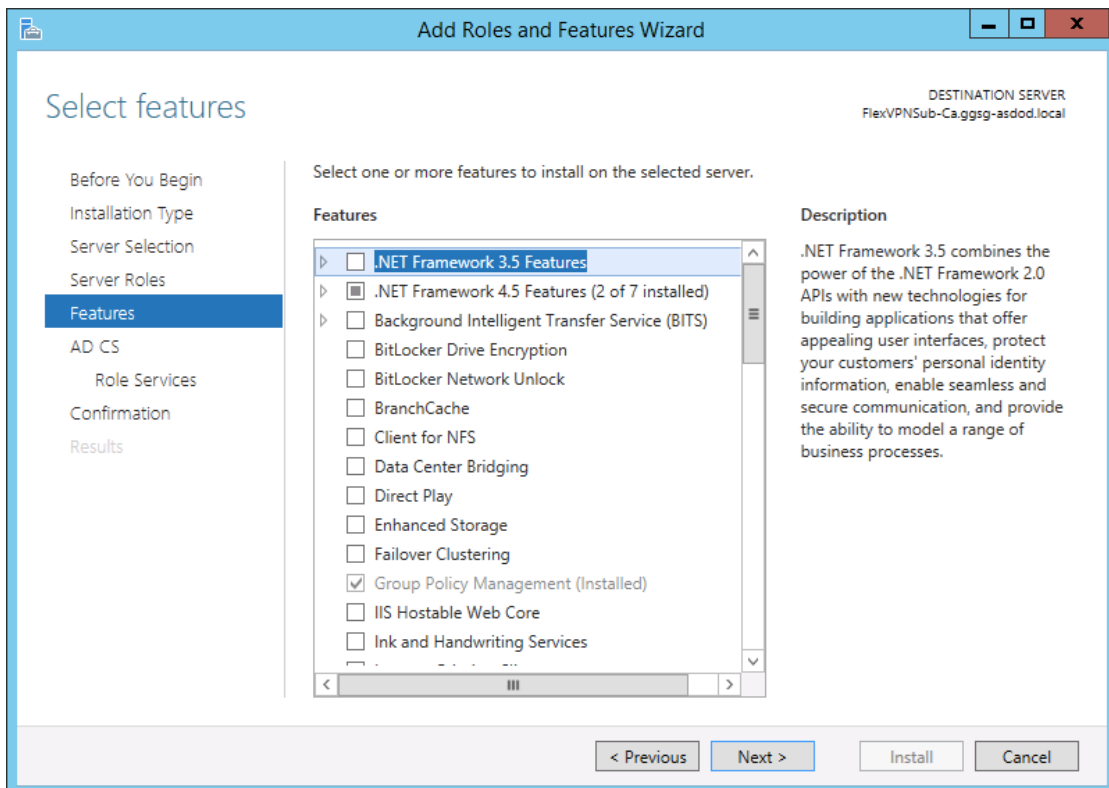 Add Roles and Features Wizard
Select features
DESTINATION SERVER
FlexVPNSub-Ca.ggsg-asdod.local
Before You Begin
Installation Type
Server Selection
Server Roles
Features
AD CS
Role Services
Confirmation
Results
Select one or more features to install on the selected server.
Features
.NET Framework 3.5 Features
.NET Framework 4.5 Features (2 of 7 installed)
Background Intelligent Transfer Service (BITS)
BitLocker Drive Encryption
BitLocker Network Unlock
BranchCache
Client for NFS
Data Center Bridging
Direct Play
Enhanced Storage
Failover Clustering
Group Policy Management (Installed)
IIS Hostable Web Core
Ink and Handwriting Services
Description
.NET Framework 3.5 combines the
power of the .NET Framework 2.0
APIs with new technologies for
building applications that offer
appealing user interfaces, protect
your customers' personal identity
information, enable seamless and
secure communication, and provide
the ability to model a range of
business processes.
< Previous
Next >
Install
Cancel